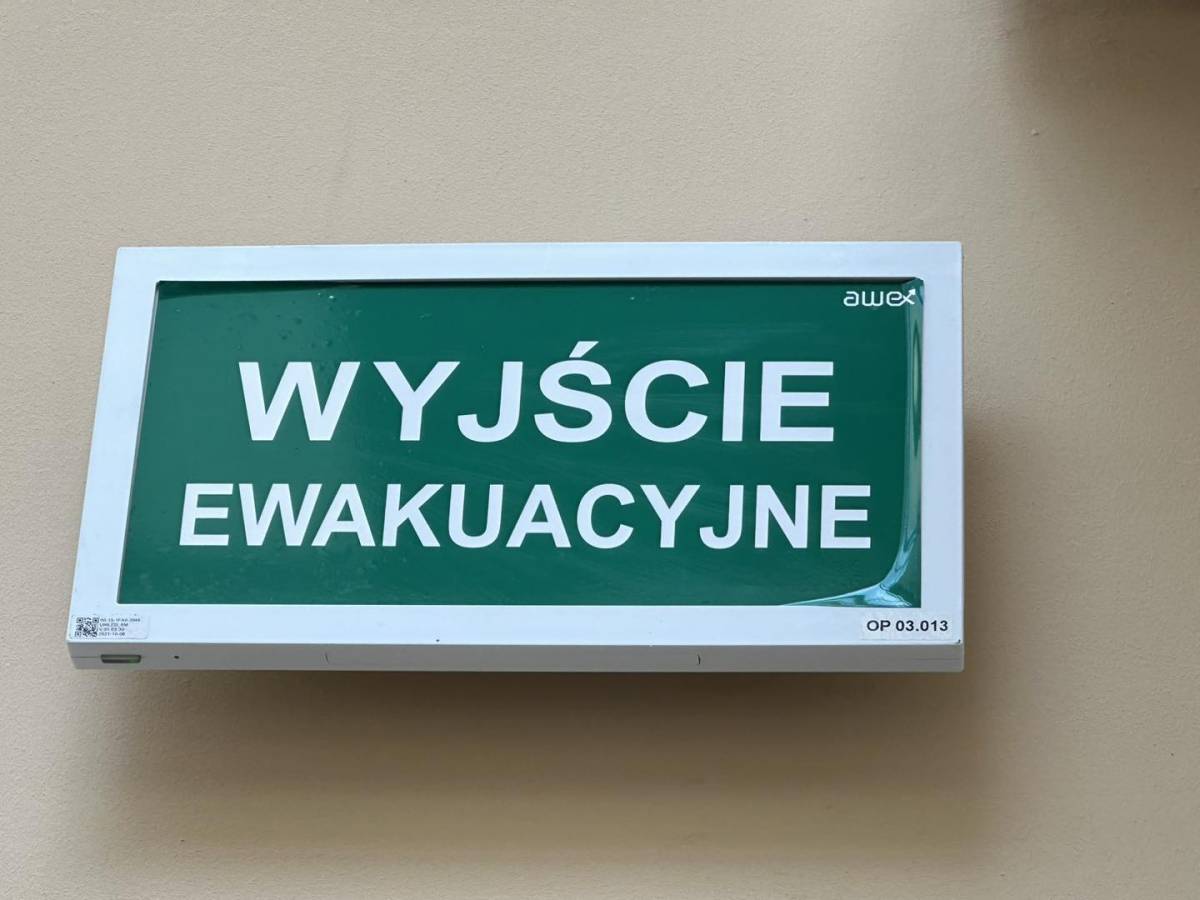 awex
WYJŚCIE
EWAKUACYJNE
OP 03.013